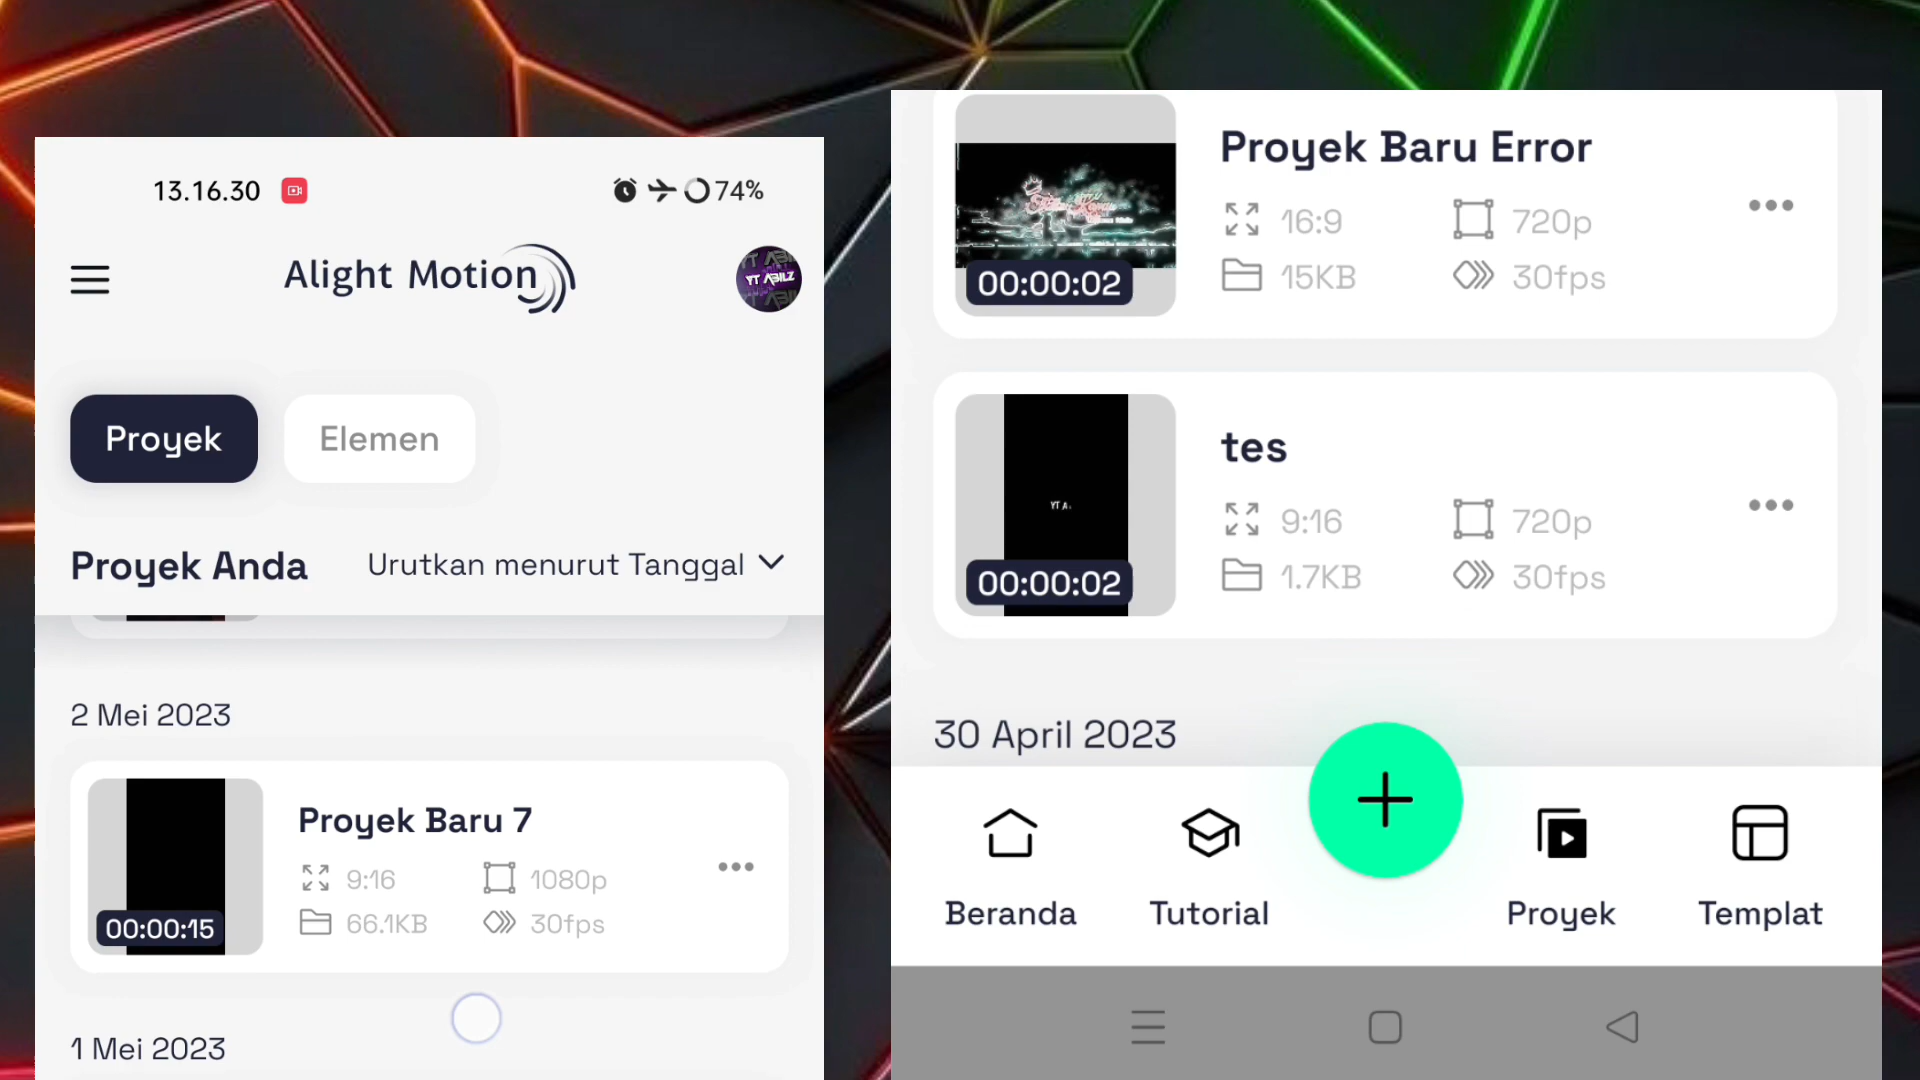 13.16.30
74%
Alight Motion
YT ABILZ
Proyek
Elemen
Proyek Anda
Urutkan menurut Tanggal
2 Mei 2023
Proyek Baru 7
9:16
1080p
66.1KB
30fps
00:00:15
1 Mei 2023
Proyek Baru Error
16:9
720p
15KB
30fps
00:00:02
tes
9:16
720p
1.7KB
30fps
YT A
00:00:02
30 April 2023
Beranda
Tutorial
Proyek
Templat